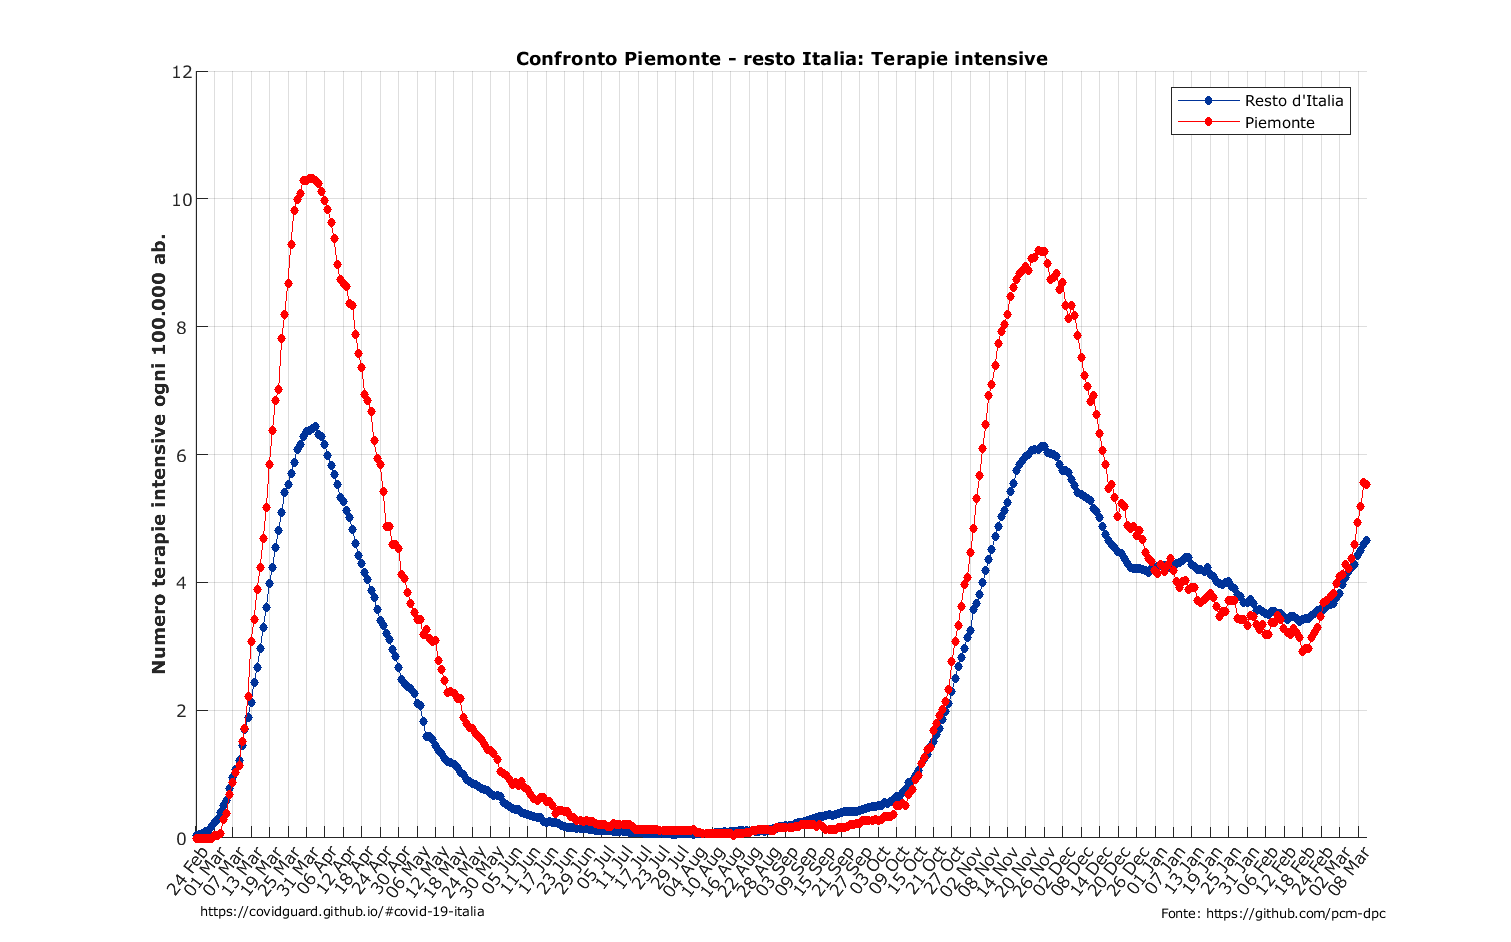 Confronto Piemonte - resto Italia: Terapie intensive
Resto d'Italia
Piemonte
Numero terapie intensive ogni 100.000 ab.
12
10
8
6
4
2
0
24 Feb
01 Mar
07 Mar
13 Mar
19 Mar
25 Mar
31 Mar
06 Apr
12 Apr
18 Apr
24 Apr
30 Apr
06 May
12 May
18 May
24 May
30 May
05 Jun
11 Jun
17 Jun
23 Jun
29 Jun
05 Jul
11 Jul
17 Jul
23 Jul
29 Jul
04 Aug
10 Aug
16 Aug
22 Aug
28 Aug
03 Sep
09 Sep
15 Sep
21 Sep
27 Sep
03 Oct
09 Oct
15 Oct
21 Oct
27 Oct
02 Nov
08 Nov
14 Nov
20 Nov
26 Nov
02 Dec
08 Dec
14 Dec
20 Dec
26 Dec
01 Jan
07 Jan
13 Jan
19 Jan
25 Jan
31 Jan
06 Feb
12 Feb
18 Feb
24 Feb
02 Mar
08 Mar
https://covidguard.github.io/#covid-19-italia
Fonte: https://github.com/pcm-dpc